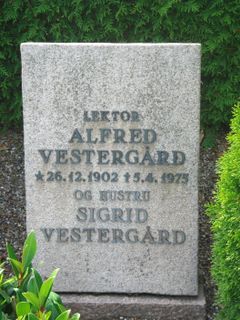 LEKTOR
ALFRED
VESTERGÅRD
★ 26.12.1902 ✝ 5.4.1975
OG HUSTRU
SIGRID
VESTERGÅRD